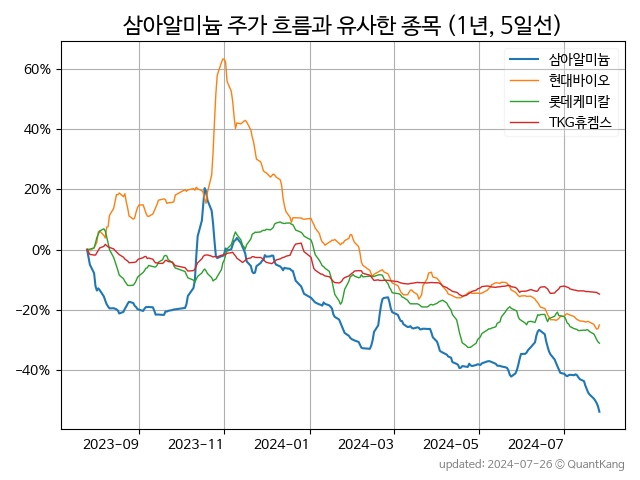 삼아알미늄 주가 흐름과 유사한 종목 (1년, 5일선)
삼아알미늄
현대바이오
롯데케미칼
TKG휴켐스
60%
40%
20%
0%
−20%
−40%
2023-09
2023-11
2024-01
2024-03
2024-05
2024-07
updated: 2024-07-26 © QuantKang